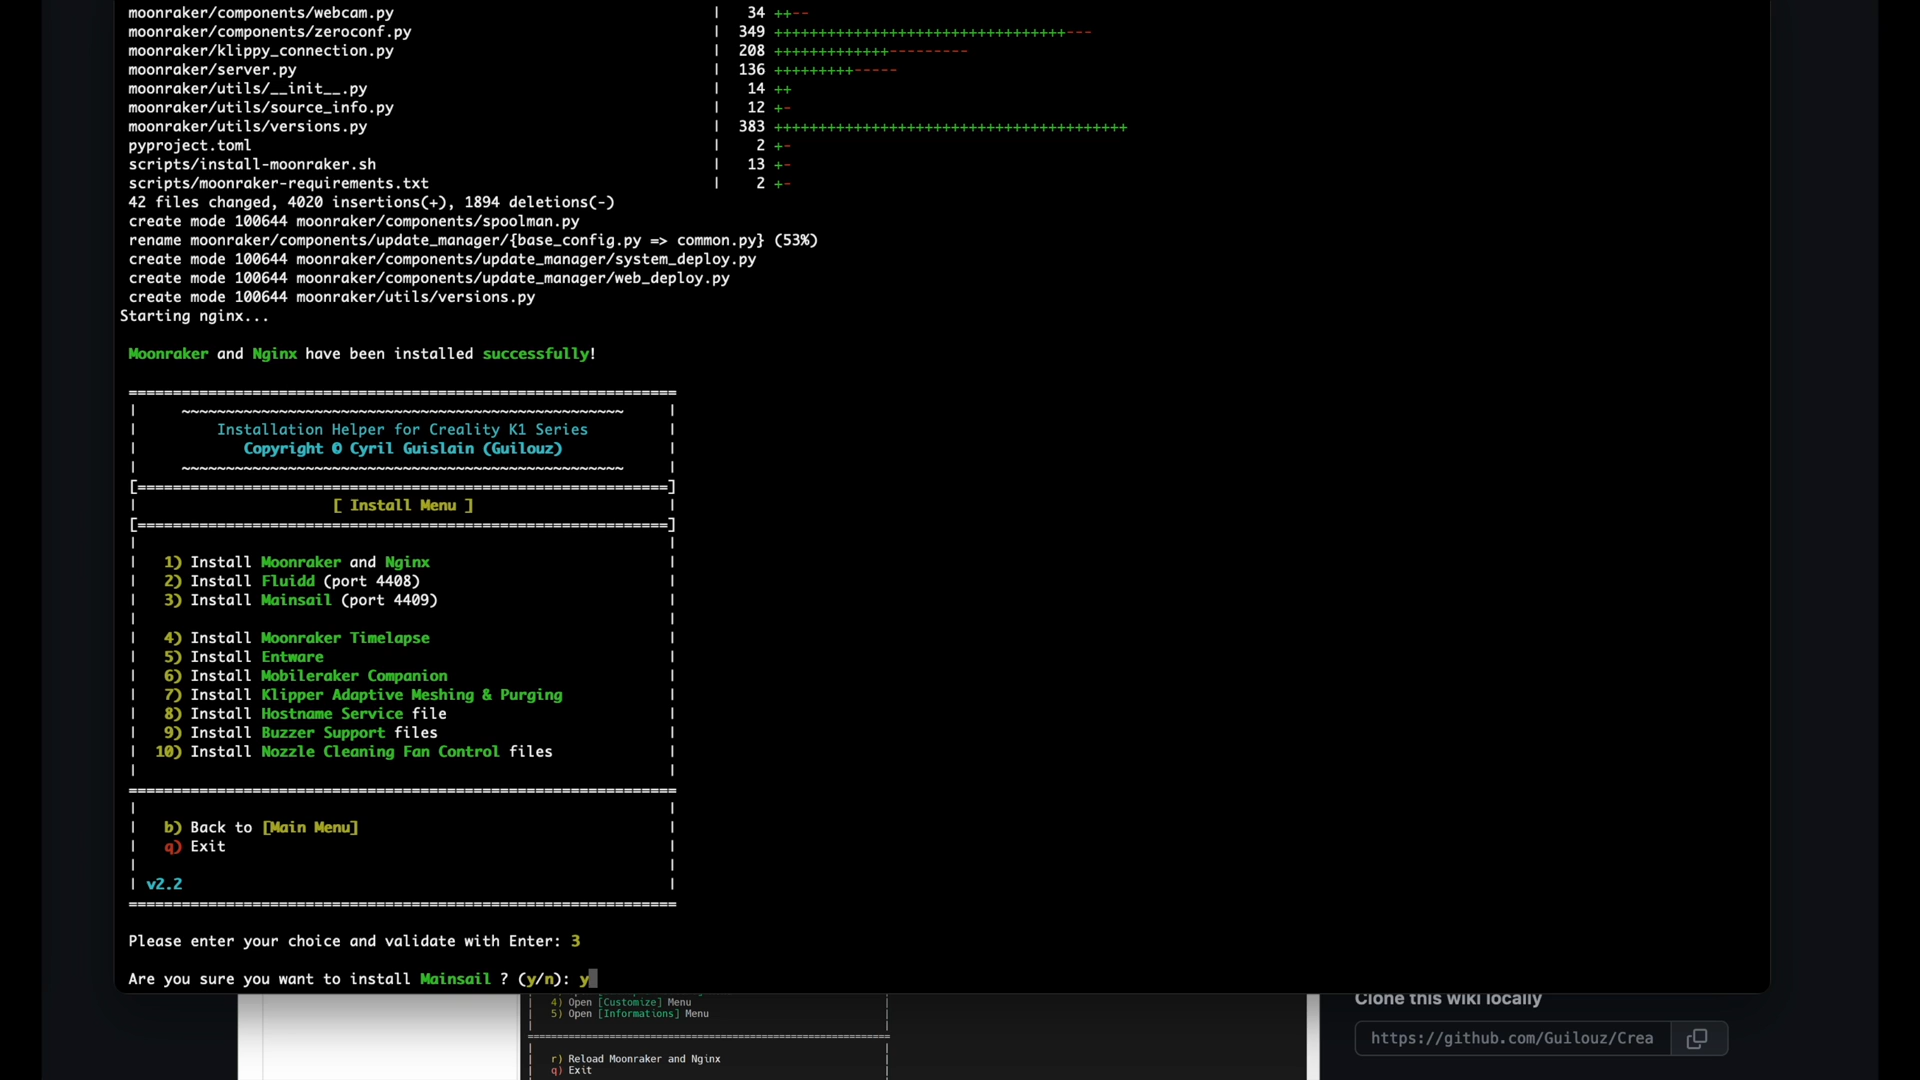 moonraker/components/webcam.py | 34 ++--
moonraker/components/zeroconf.py | 349 +++++++++++++++++++++++++++++++++---
moonraker/klippy_connection.py | 208 +++++++++++++---------
moonraker/server.py | 136 +++++++++-----
moonraker/utils/__init__.py | 14 ++
moonraker/utils/source_info.py | 12 +-
moonraker/utils/versions.py | 383 ++++++++++++++++++++++++++++++++++++++++
pyproject.toml | 2 +-
scripts/install-moonraker.sh | 13 +-
scripts/moonraker-requirements.txt | 2 +-
42 files changed, 4020 insertions(+), 1894 deletions(-)
create mode 100644 moonraker/components/spoolman.py
rename moonraker/components/update_manager/{base_config.py => common.py} (53%)
create mode 100644 moonraker/components/update_manager/system_deploy.py
create mode 100644 moonraker/components/update_manager/web_deploy.py
create mode 100644 moonraker/utils/versions.py
Starting nginx...
Moonraker and Nginx have been installed successfully!
Installation Helper for Creality K1 Series
Copyright © Cyril Guislain (Guilouz)
[ Install Menu ]
1) Install Moonraker and Nginx
2) Install Fluidd (port 4408)
3) Install Mainsail (port 4409)
4) Install Moonraker Timelapse
5) Install Entware
6) Install Mobileraker Companion
7) Install Klipper Adaptive Meshing & Purging
8) Install Hostname Service file
9) Install Buzzer Support files
10) Install Nozzle Cleaning Fan Control files
b) Back to [Main Menu]
q) Exit
v2.2
Please enter your choice and validate with Enter: 3
Are you sure you want to install Mainsail ? (y/n): y
4) Open [Customize] Menu
5) Open [Informations] Menu
r) Reload Moonraker and Nginx
q) Exit
Clone this wiki locally
https://github.com/Guilouz/Crea